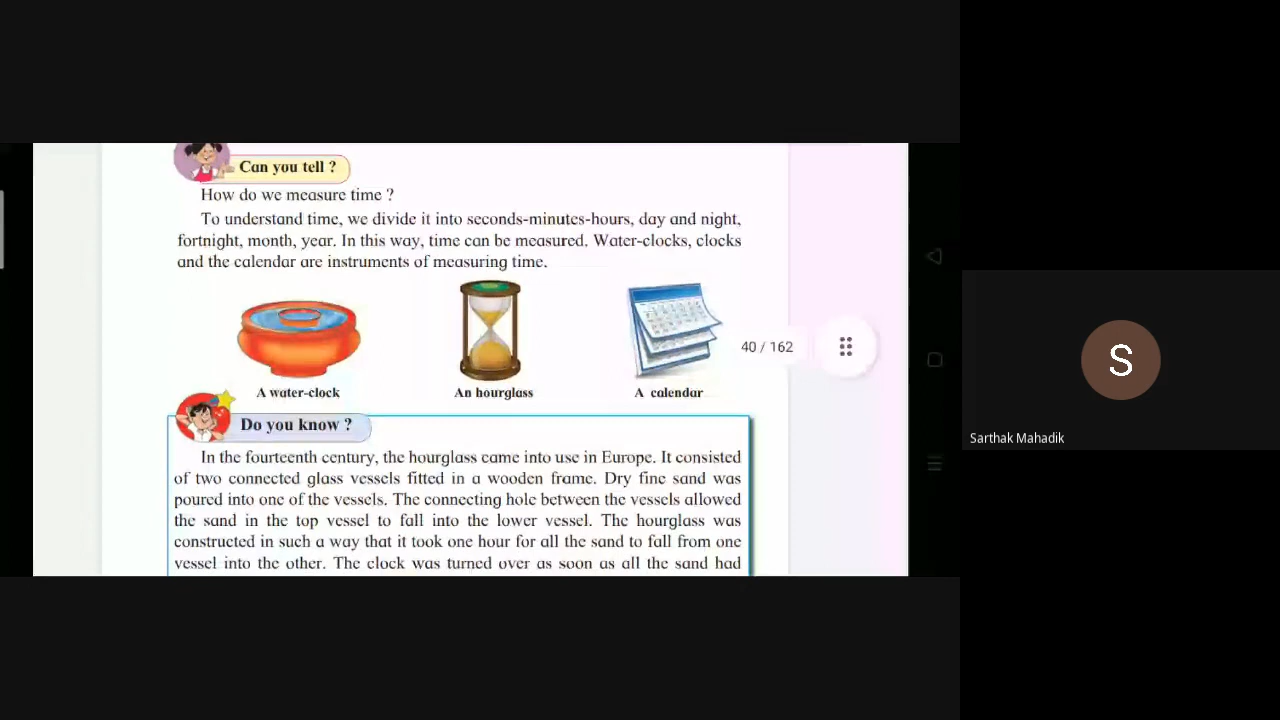 Can you tell ?
How do we measure time ?
To understand time, we divide it into seconds-minutes-hours, day and night,
fortnight, month, year. In this way, time can be measured. Water-clocks, clocks
and the calendar are instruments of measuring time.
40 / 162
A water-clock
An hourglass
A calendar
Do you know ?
In the fourteenth century, the hourglass came into use in Europe. It consisted
of two connected glass vessels fitted in a wooden frame. Dry fine sand was
poured into one of the vessels. The connecting hole between the vessels allowed
the sand in the top vessel to fall into the lower vessel. The hourglass was
constructed in such a way that it took one hour for all the sand to fall from one
vessel into the other. The clock was turned over as soon as all the sand had
S
Sarthak Mahadik